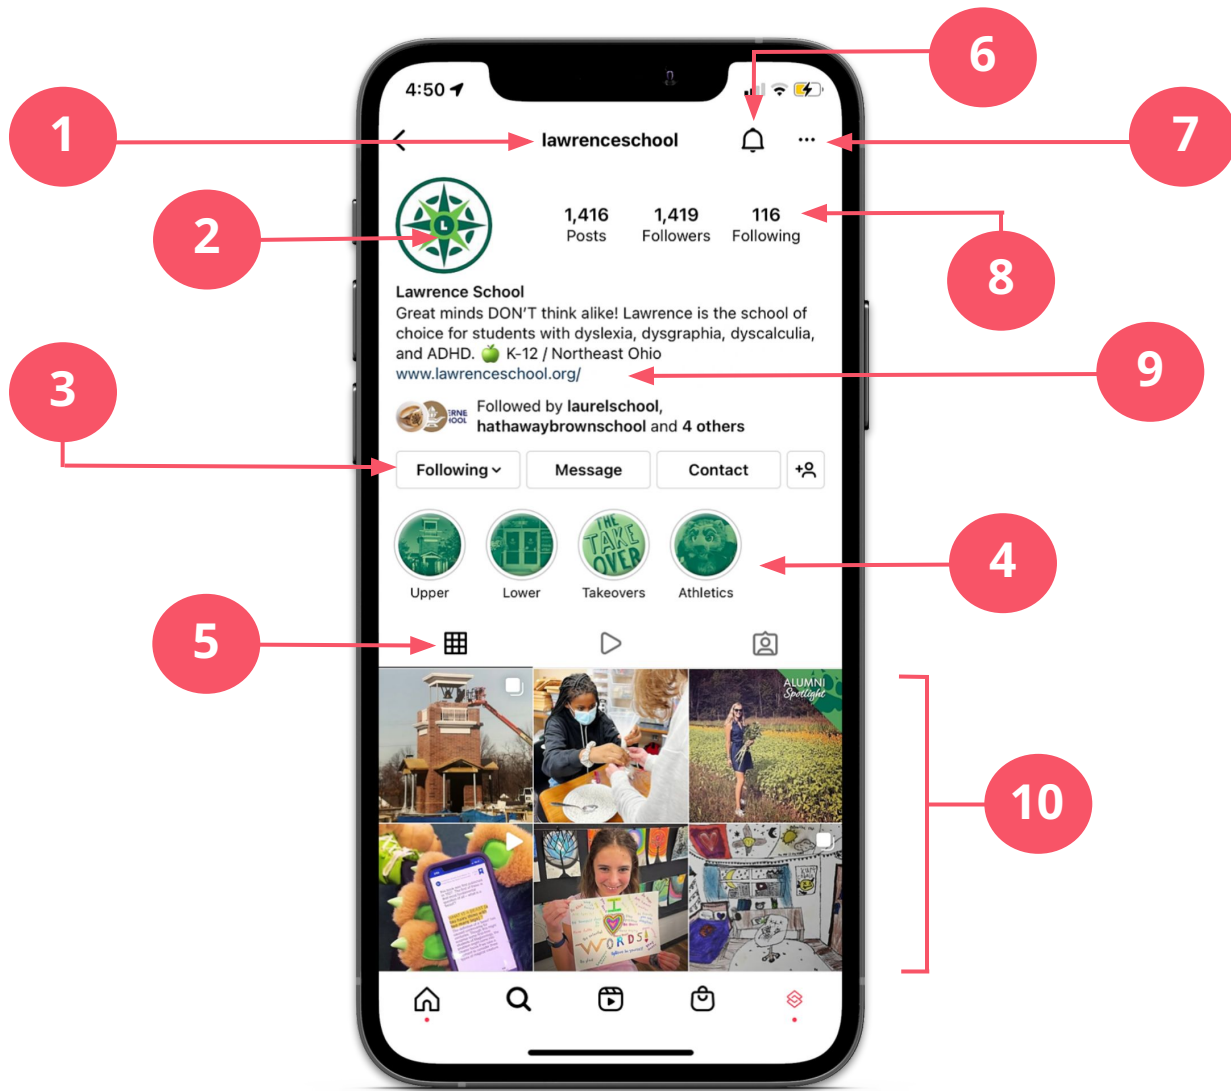 6
4:50
1
lawrenceschool
7
2
L
1,416
1,419
116
Posts
Followers
Following
8
Lawrence School
Great minds DON'T think alike! Lawrence is the school of
choice for students with dyslexia, dysgraphia, dyscalculia,
and ADHD. 🍏 K-12 / Northeast Ohio
www.lawrenceschool.org/
9
3
Followed by laurelschool,
hathawaybrownschool and 4 others
Following
Message
Contact
THE
TAKE
OVER
4
Upper
Lower
Takeovers
Athletics
5
ALUMNI
Spotlight
10
I
WORDS!